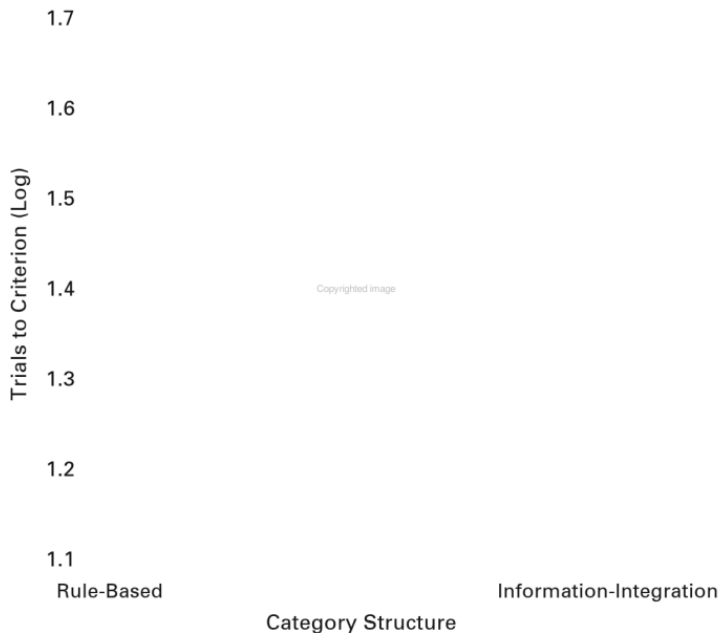 1.7
1.6
1.5
1.4
1.3
1.2
1.1
Trials to Criterion (Log)
Copyrighted image
Rule-Based
Information-Integration
Category Structure